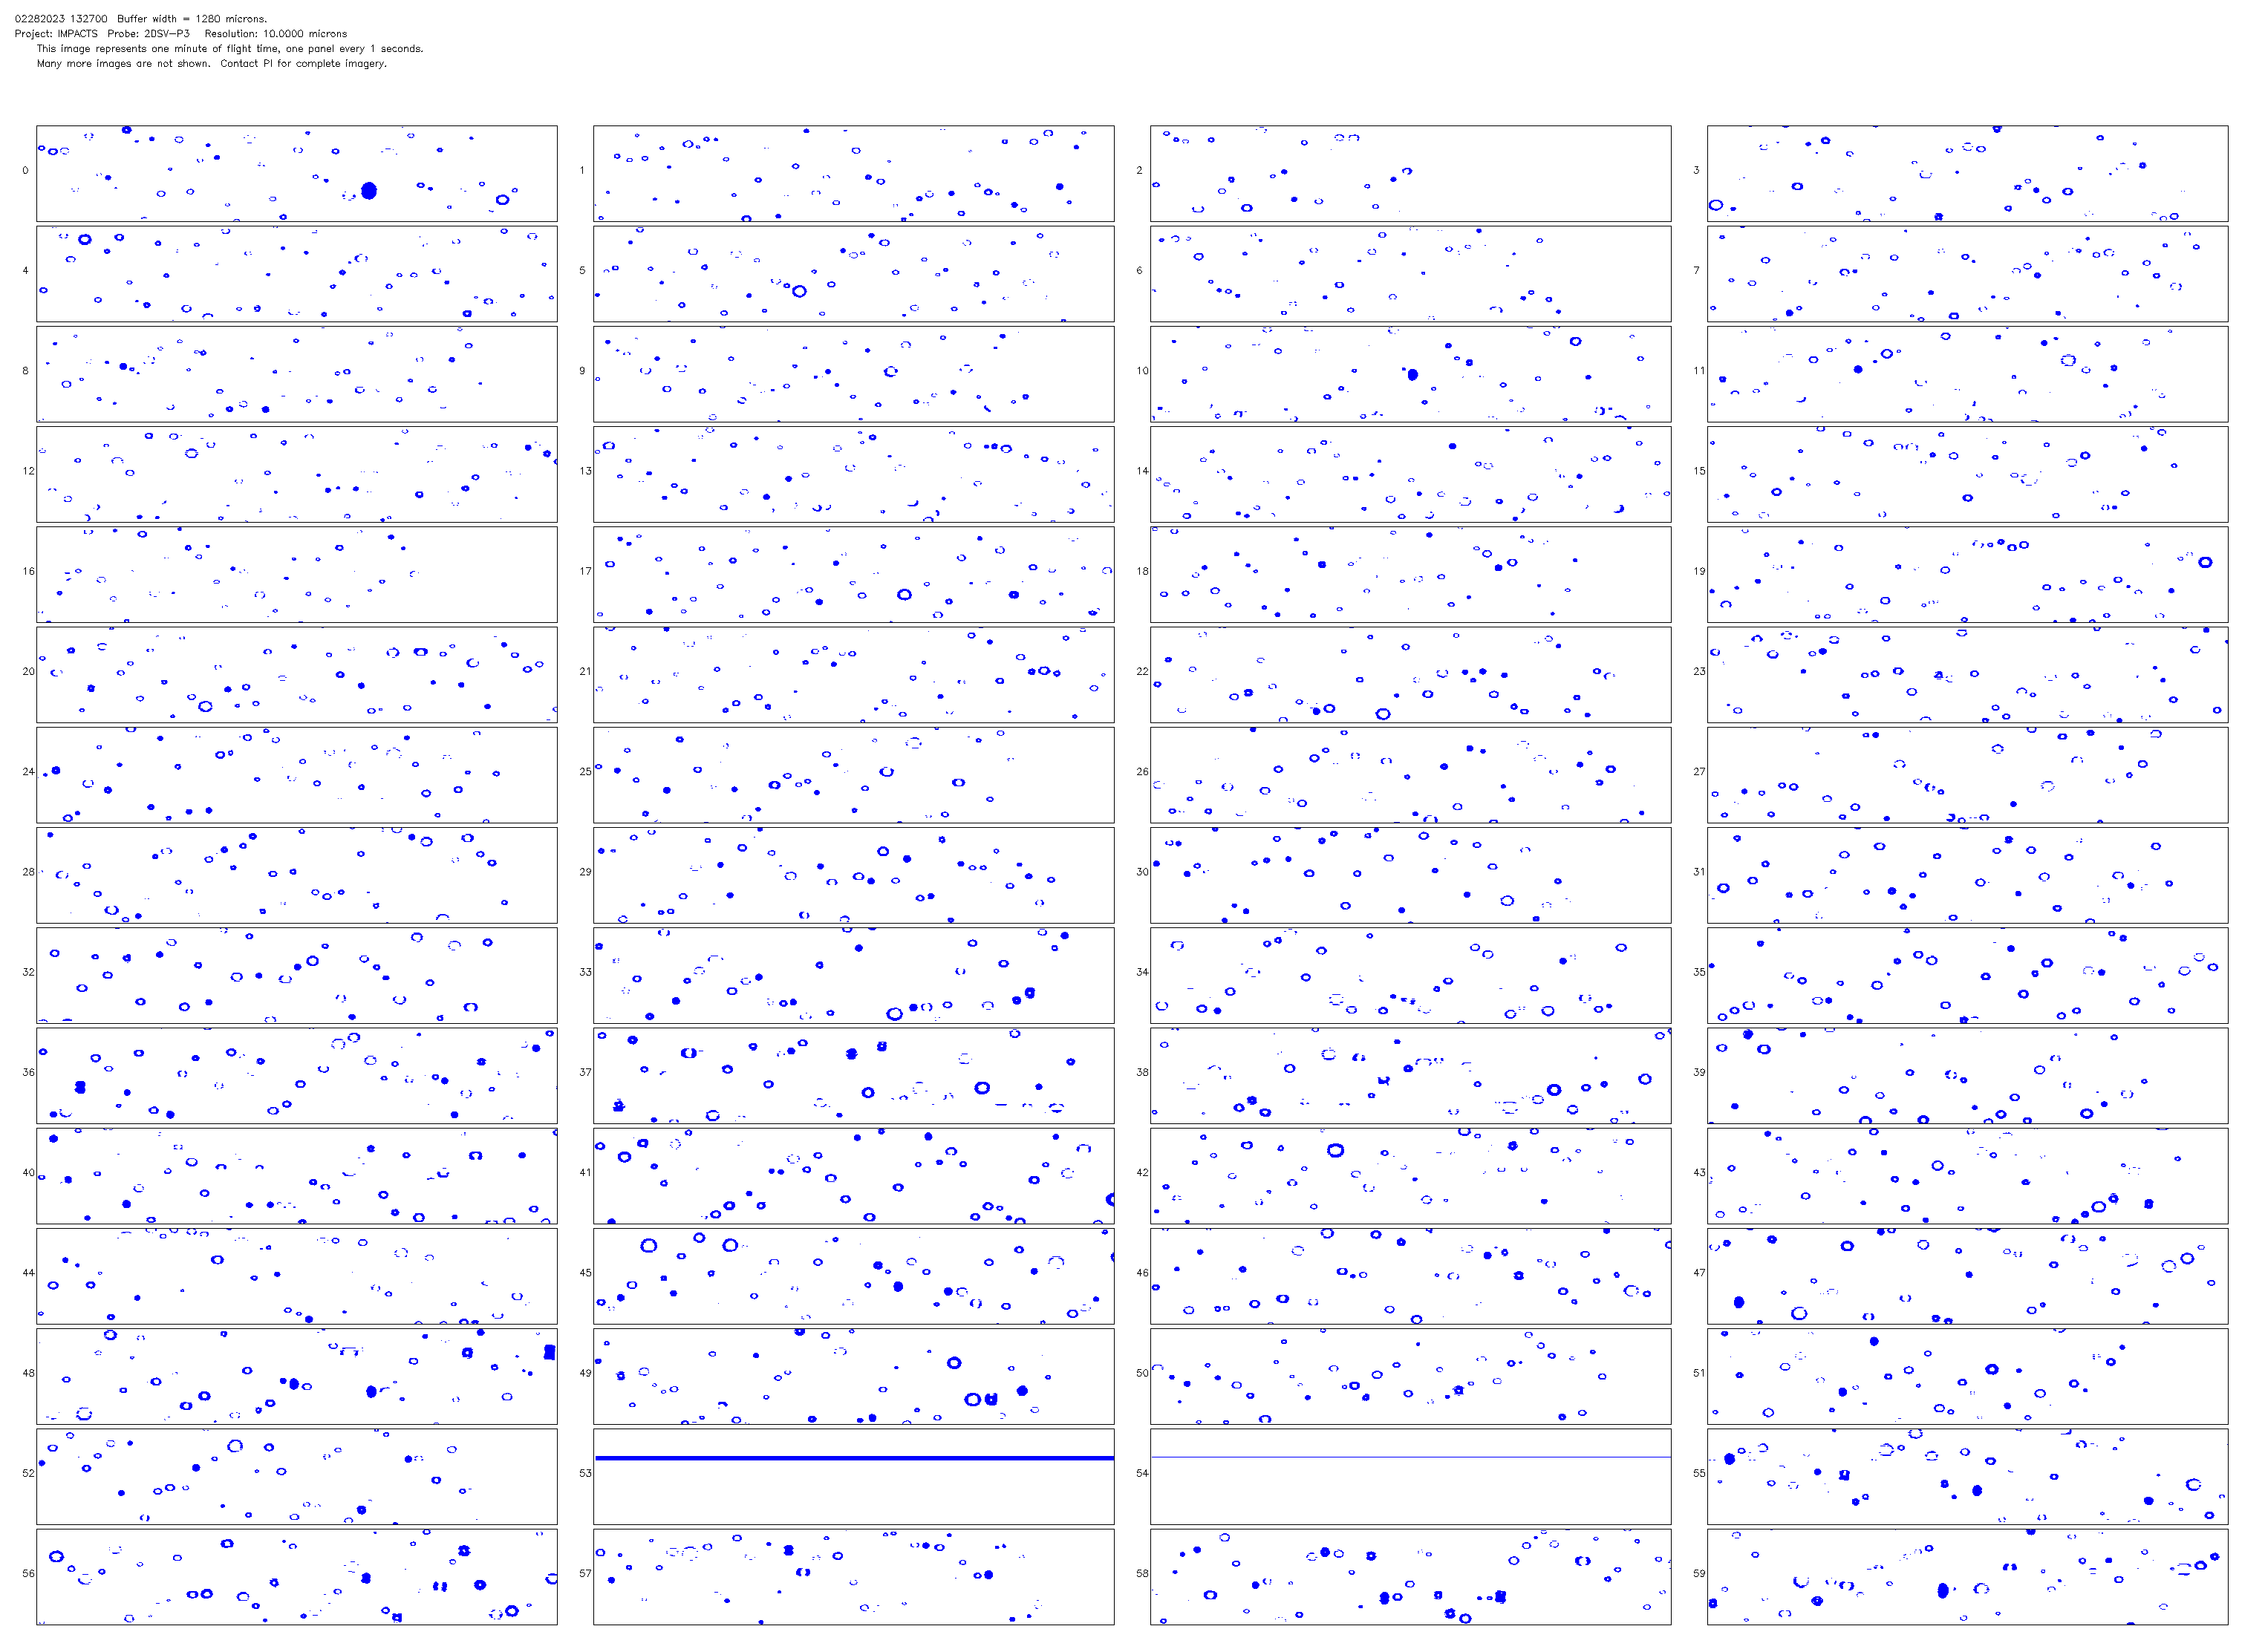 02282023 132700 Buffer width = 1280 microns.
Project: IMPACTS Probe: 2DSV-P3 Resolution: 10.0000 microns
This image represents one minute of flight time, one panel every 1 seconds.
Many more images are not shown. Contact PI for complete imagery.
0 1 2 3
4 5 6 7
8 9 10 11
12 13 14 15
16 17 18 19
20 21 22 23
24 25 26 27
28 29 30 31
32 33 34 35
36 37 38 39
40 41 42 43
44 45 46 47
48 49 50 51
52 53 54 55
56 57 58 59